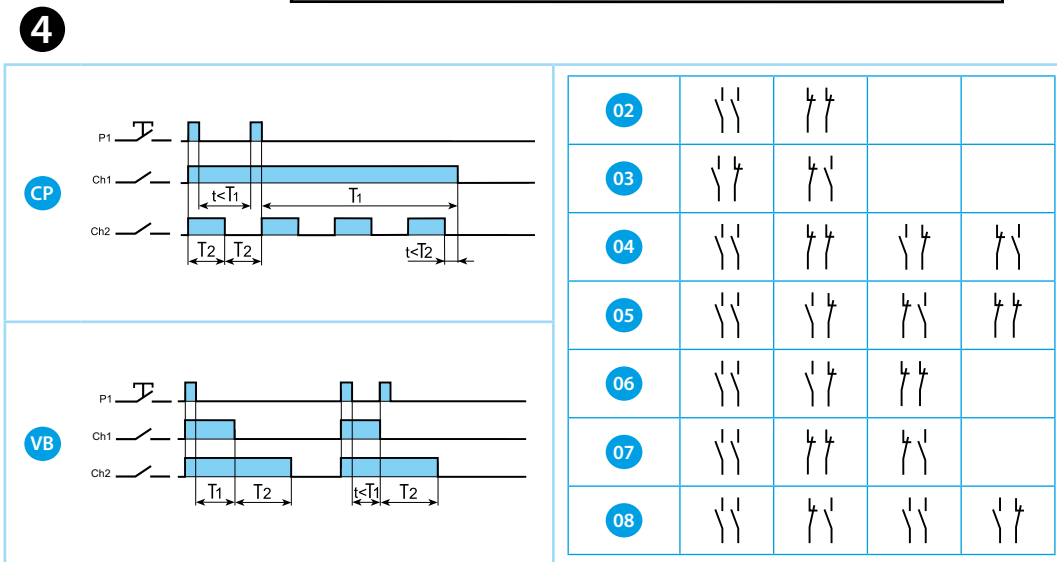 4
CP
P1
Ch1
t<T1 T1
Ch2
T2 T2 t<T2
VB
P1
Ch1
Ch2
T1 T2 t<T1 T2
02
03
04
05
06
07
08